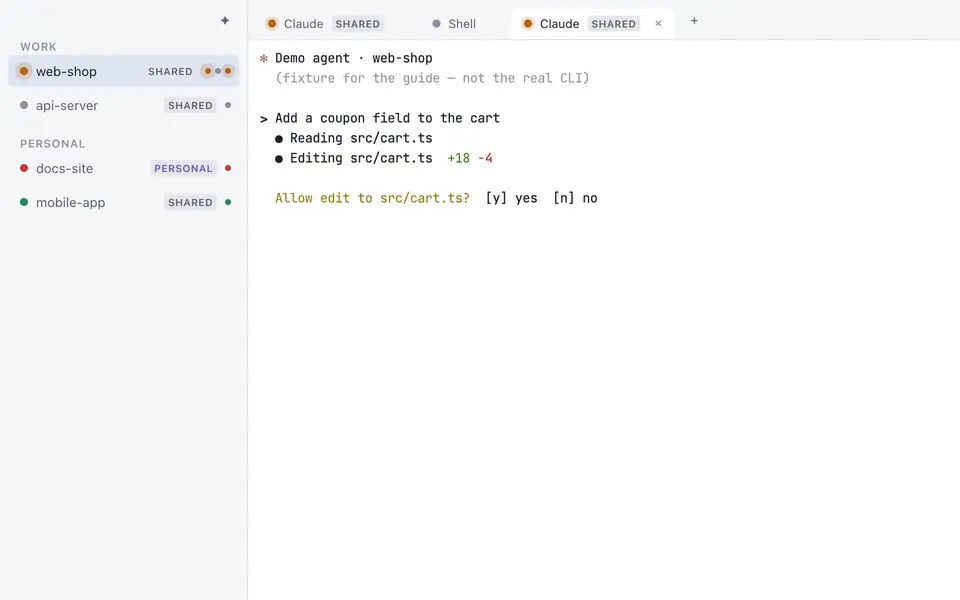 WORK
web-shop SHARED
api-server SHARED
PERSONAL
docs-site PERSONAL
mobile-app SHARED
Claude SHARED Shell Claude SHARED × +
* Demo agent · web-shop
(fixture for the guide — not the real CLI)
> Add a coupon field to the cart
● Reading src/cart.ts
● Editing src/cart.ts +18 -4
Allow edit to src/cart.ts? [y] yes [n] no